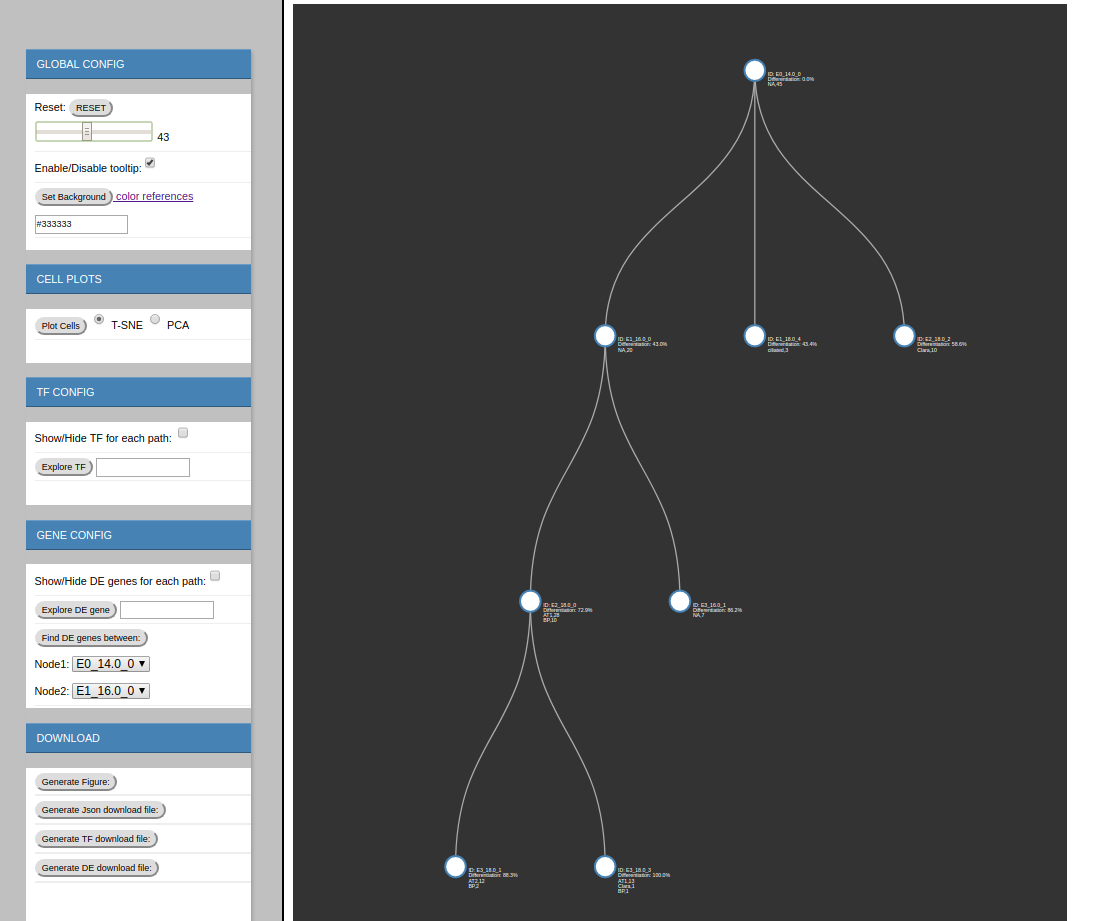 GLOBAL CONFIG
Reset: RESET
43
Enable/Disable tooltip:
Set Background color references
#333333
CELL PLOTS
Plot Cells T-SNE PCA
TF CONFIG
Show/Hide TF for each path:
Explore TF
GENE CONFIG
Show/Hide DE genes for each path:
Explore DE gene
Find DE genes between:
Node1: E0_14.0_0
Node2: E1_16.0_0
DOWNLOAD
Generate Figure:
Generate Json download file:
Generate TF download file:
Generate DE download file:
ID: E0_14.0_0
Differentiation: 0.0%
NA,45
ID: E1_16.0_0
Differentiation: 43.0%
NA,20
ID: E1_18.0_4
Differentiation: 43.4%
ciliated,3
ID: E2_18.0_2
Differentiation: 58.6%
Clara,10
ID: E2_18.0_0
Differentiation: 72.9%
AT1,28
BP,10
ID: E3_16.0_1
Differentiation: 86.2%
NA,7
ID: E3_18.0_1
Differentiation: 88.3%
AT2,12
BP,2
ID: E3_18.0_3
Differentiation: 100.0%
AT1,13
Clara,1
BP,1